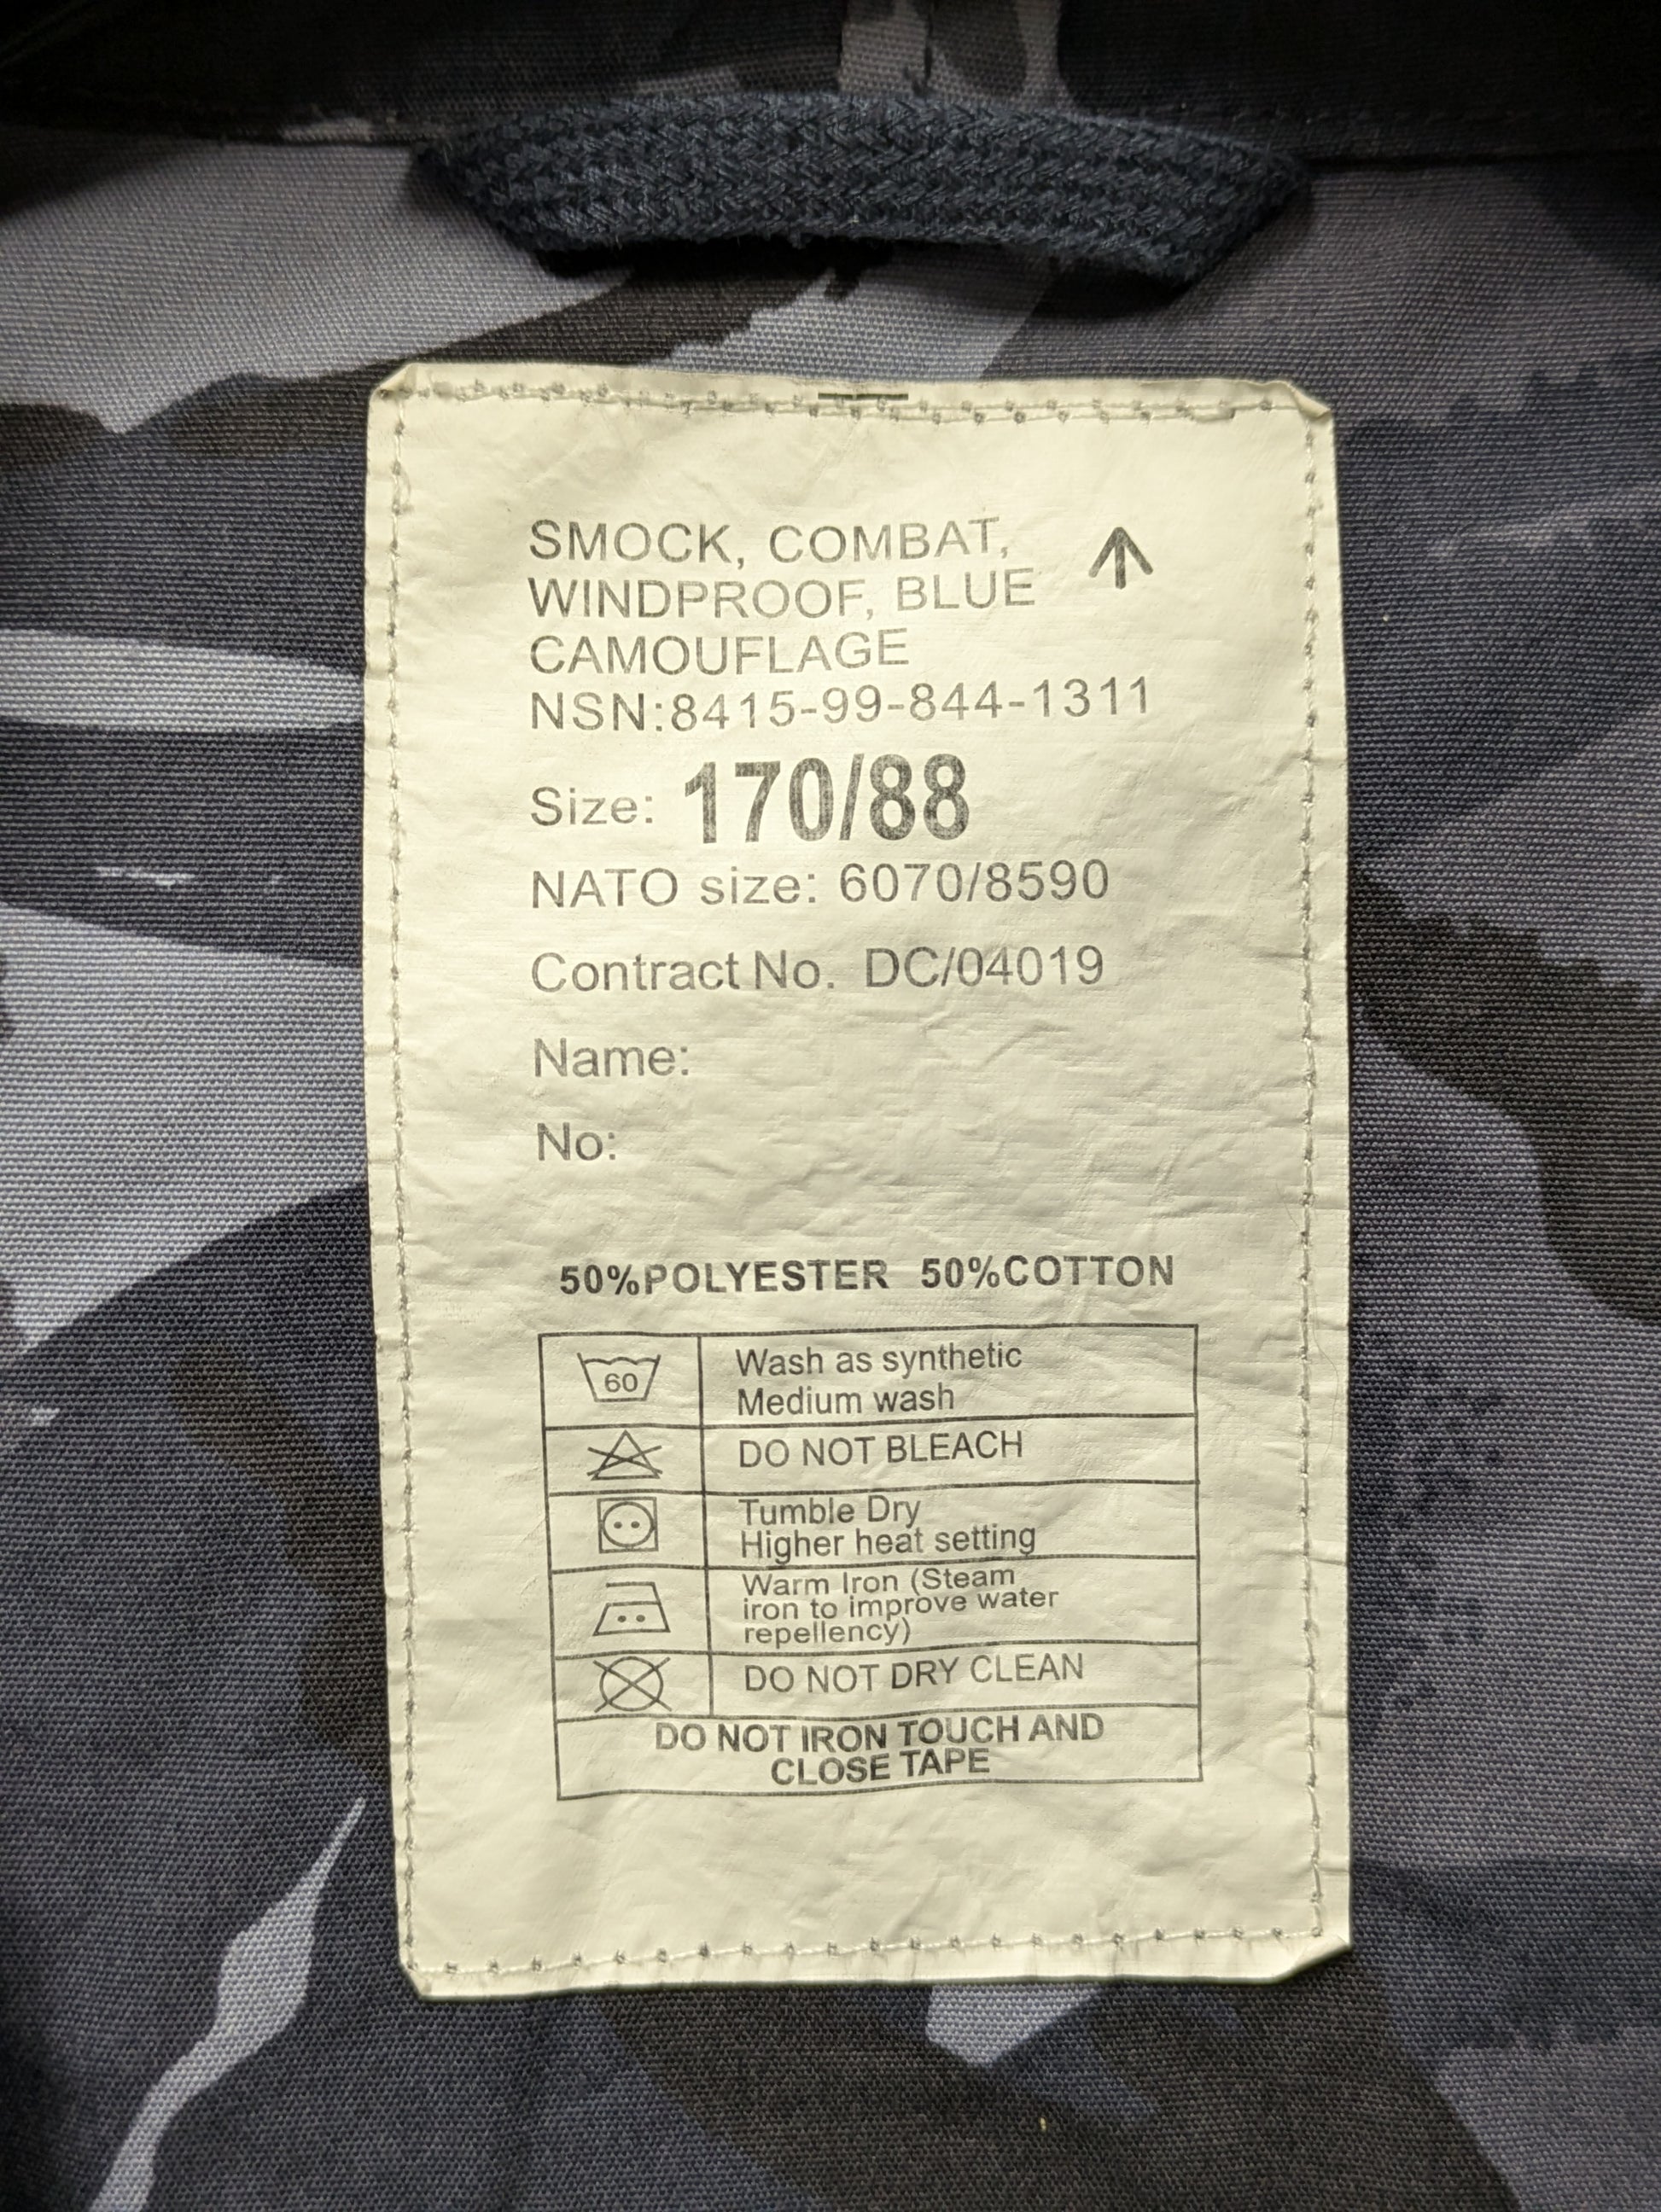 SMOCK, COMBAT,
WINDPROOF, BLUE
CAMOUFLAGE
NSN:8415-99-844-1311
Size: 170/88
NATO size: 6070/8590
Contract No. DC/04019
Name:
No:
50%POLYESTER 50%COTTON
60
Wash as synthetic
Medium wash
DO NOT BLEACH
Tumble Dry
Higher heat setting
Warm Iron (Steam
iron to improve water
repellency)
DO NOT DRY CLEAN
DO NOT IRON TOUCH AND
CLOSE TAPE